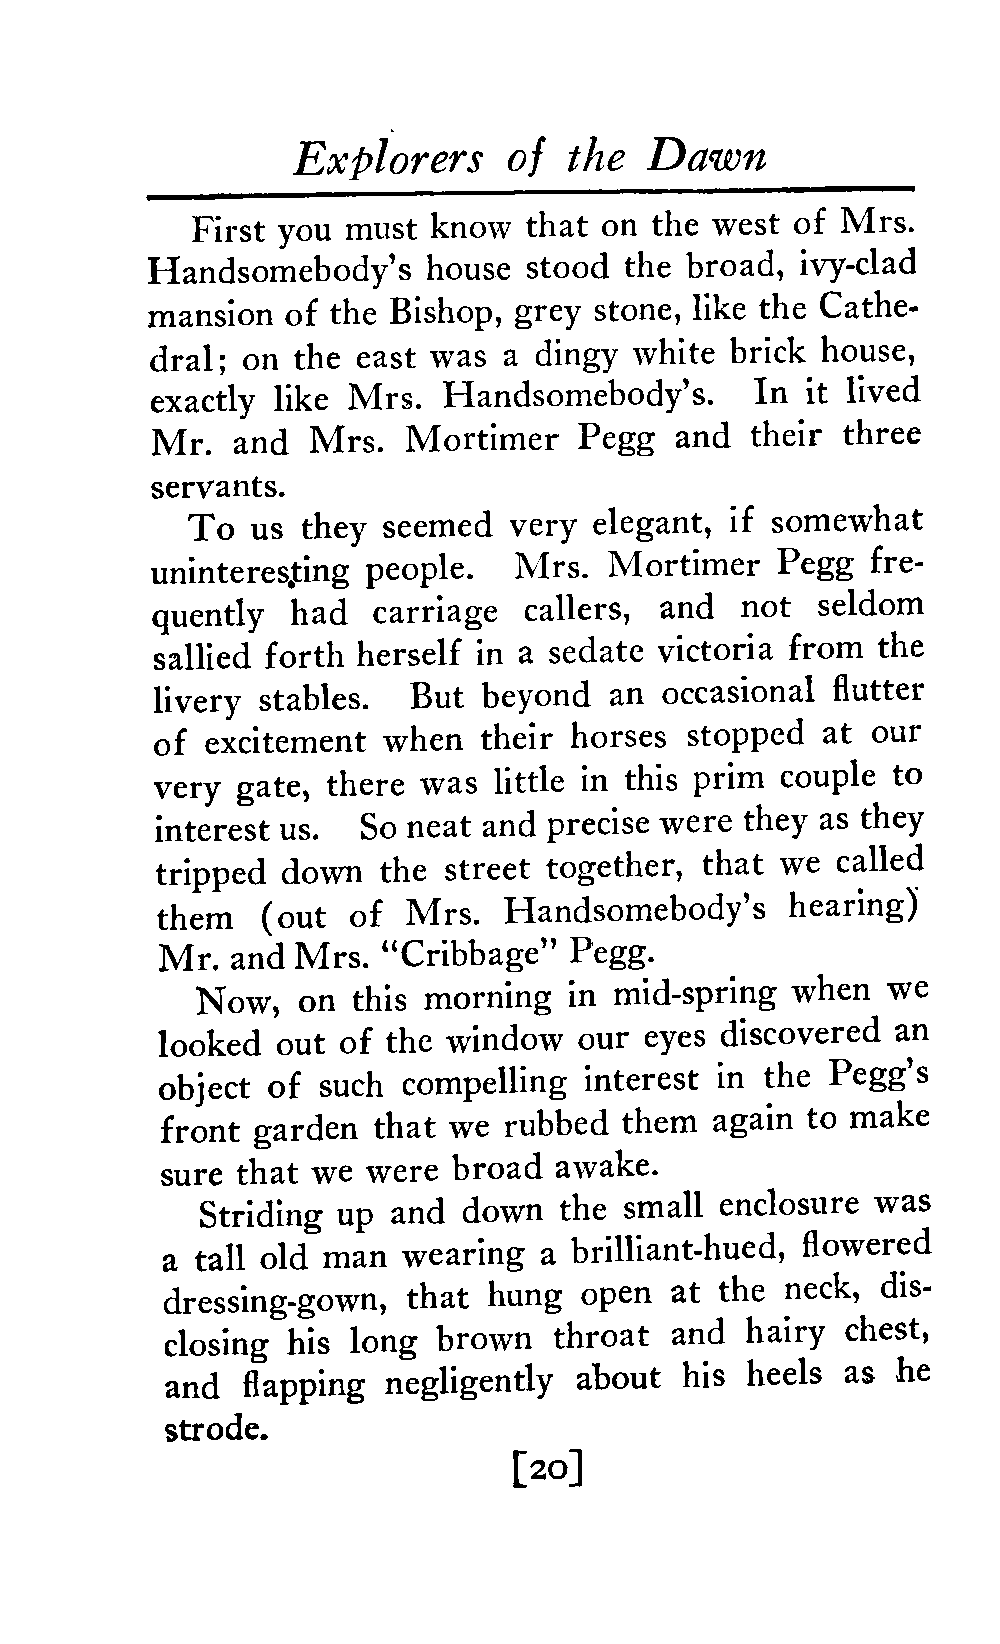 Explorers of the Dawn
First you must know that on the west of Mrs.
Handsomebody's house stood the broad, ivy-clad
mansion of the Bishop, grey stone, like the Cathe-
dral; on the east was a dingy white brick house,
exactly like Mrs. Handsomebody's. In it lived
Mr. and Mrs. Mortimer Pegg and their three
servants.
To us they seemed very elegant, if somewhat
uninteresting people. Mrs. Mortimer Pegg fre-
quently had carriage callers, and not seldom
sallied forth herself in a sedate victoria from the
livery stables. But beyond an occasional flutter
of excitement when their horses stopped at our
very gate, there was little in this prim couple to
interest us. So neat and precise were they as they
tripped down the street together, that we called
them (out of Mrs. Handsomebody's hearing)
Mr. and Mrs. "Cribbage" Pegg.
Now, on this morning in mid-spring when we
looked out of the window our eyes discovered an
object of such compelling interest in the Pegg's
front garden that we rubbed them again to make
sure that we were broad awake.
Striding up and down the small enclosure was
a tall old man wearing a brilliant-hued, flowered
dressing-gown, that hung open at the neck, dis-
closing his long brown throat and hairy chest,
and flapping negligently about his heels as he
strode.
[20]